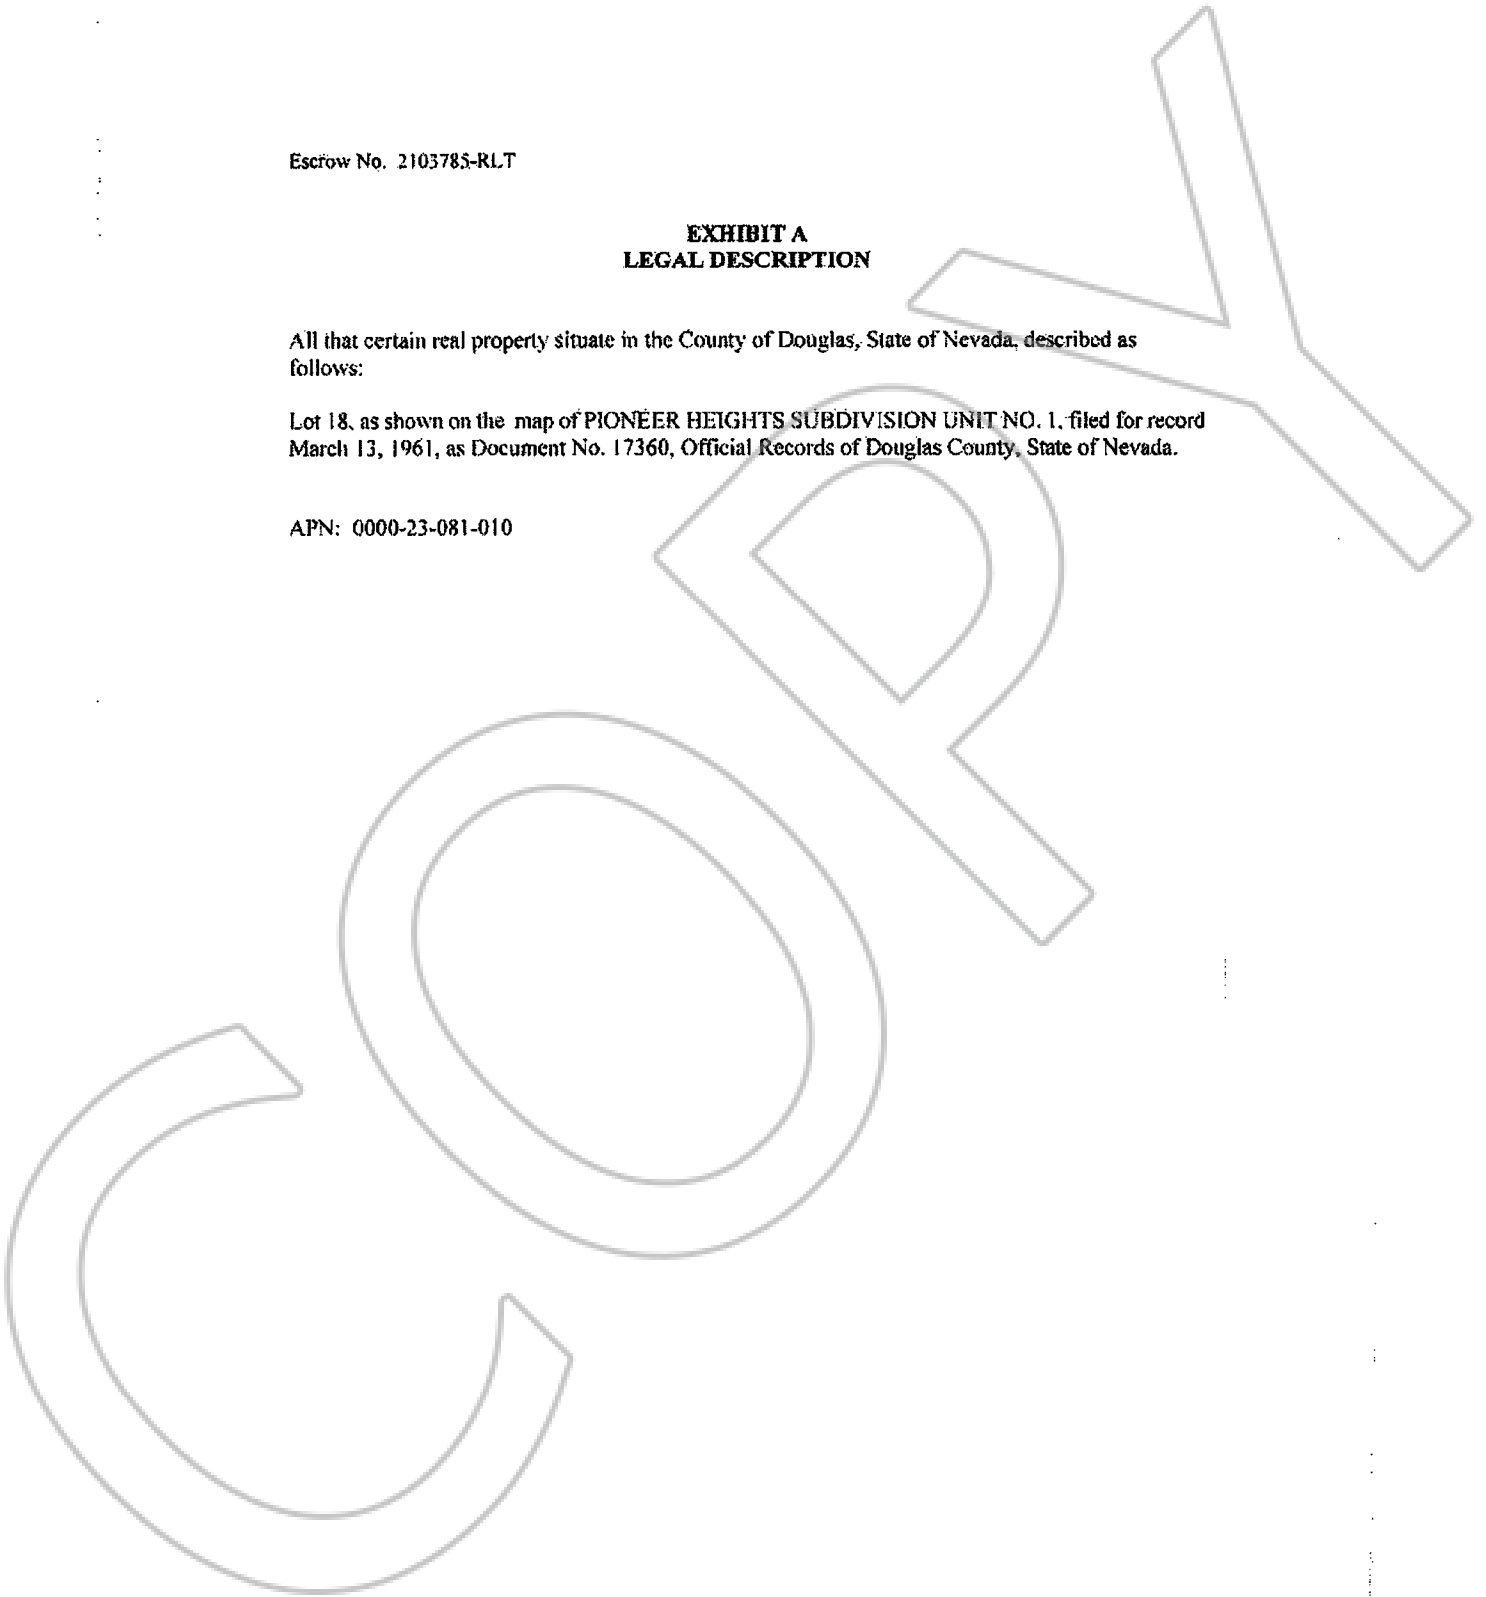 Escrow No. 2103785-RLT
EXHIBIT A
LEGAL DESCRIPTION
All that certain real property situate in the County of Douglas, State of Nevada, described as
follows:
Lot 18, as shown on the map of PIONEER HEIGHTS SUBDIVISION UNIT NO. 1, filed for record
March 13, 1961, as Document No. 17360, Official Records of Douglas County, State of Nevada.
APN: 0000-23-081-010
COPY